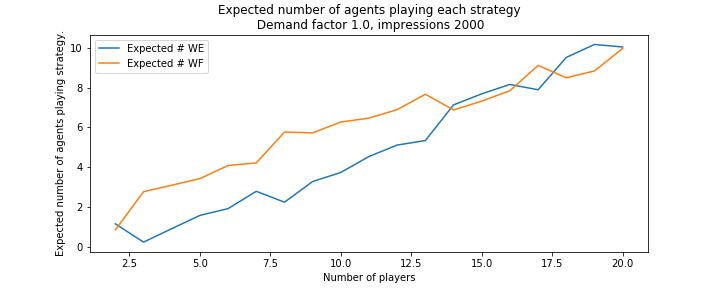 Expected number of agents playing each strategy
Demand factor 1.0, impressions 2000
Expected number of agents playing strategy.
Expected # WE
Expected # WF
10
8
6
4
2
0
2.5 5.0 7.5 10.0 12.5 15.0 17.5 20.0
Number of players